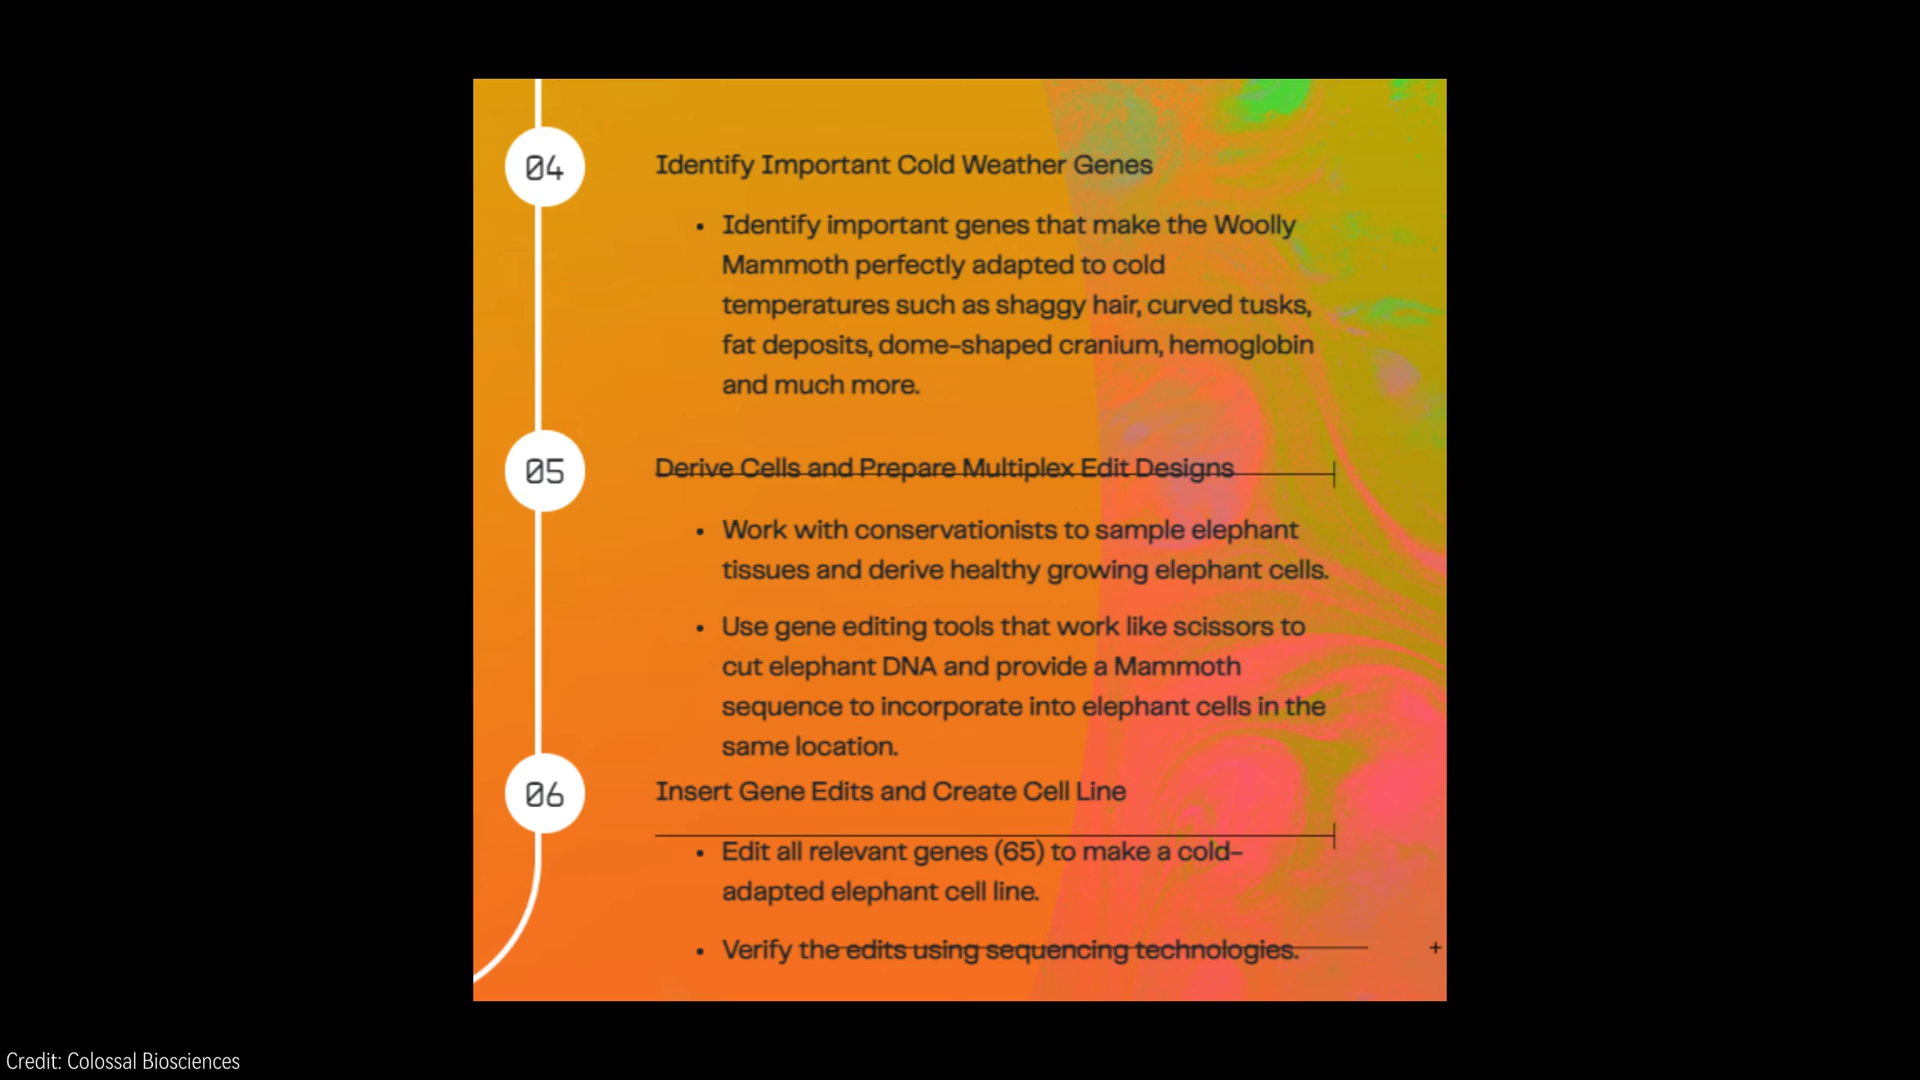 04
Identify Important Cold Weather Genes
• Identify important genes that make the Woolly
Mammoth perfectly adapted to cold
temperatures such as shaggy hair, curved tusks,
fat deposits, dome-shaped cranium, hemoglobin
and much more.
05
Derive Cells and Prepare Multiplex Edit Designs
• Work with conservationists to sample elephant
tissues and derive healthy growing elephant cells.
• Use gene editing tools that work like scissors to
cut elephant DNA and provide a Mammoth
sequence to incorporate into elephant cells in the
same location.
06
Insert Gene Edits and Create Cell Line
• Edit all relevant genes (65) to make a cold-
adapted elephant cell line.
• Verify the edits using sequencing technologies.
Credit: Colossal Biosciences